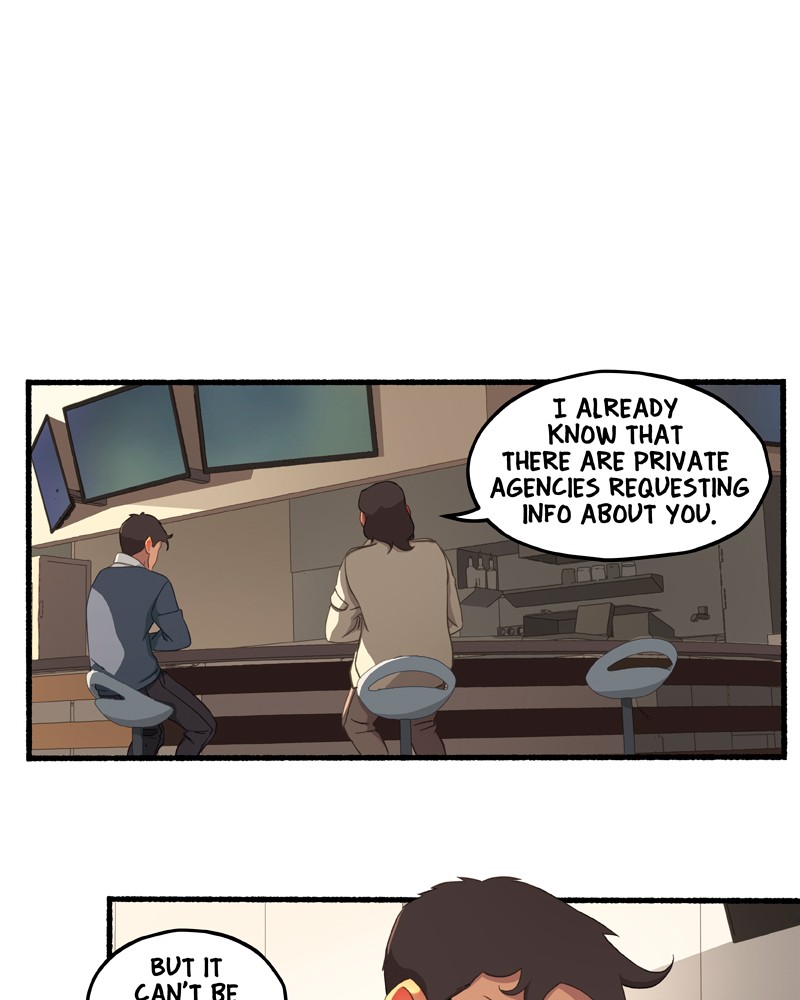 I ALREADY
KNOW THAT
THERE ARE PRIVATE
AGENCIES REQUESTING
INFO ABOUT YOU.
BUT IT
CAN'T BE